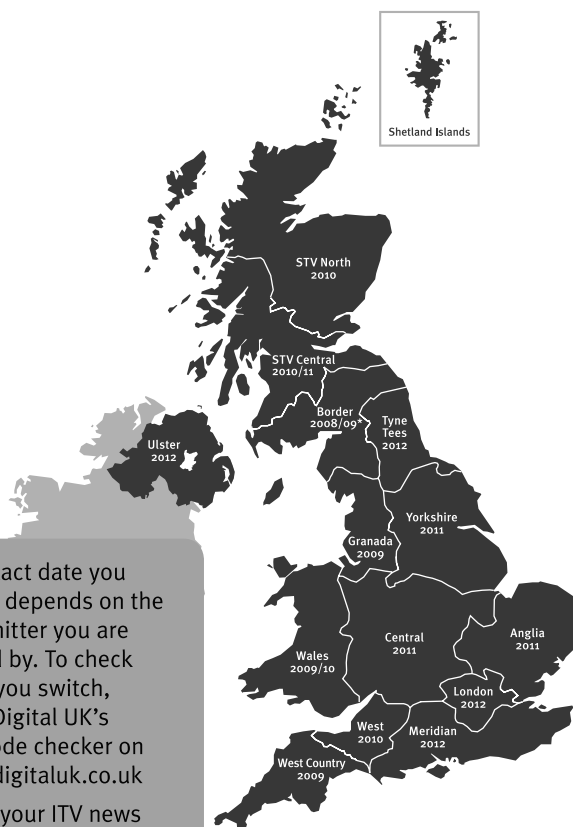 Shetland Islands
STV North
2010
STV Central
2010/11
Border
2008/09*
Tyne
Tees
2012
Ulster
2012
Yorkshire
2011
Granada
2009
Wales
2009/10
Central
2011
Anglia
2011
London
2012
West
2010
Meridian
2012
West Country
2009
date you
depends on the
you are
by. To check
you switch,
Digital UK’s
checker on
digitaluk.co.uk
your ITV news